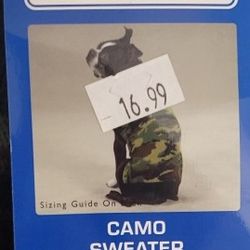 16.99
Sizing Guide On
CAMO
SWEATER